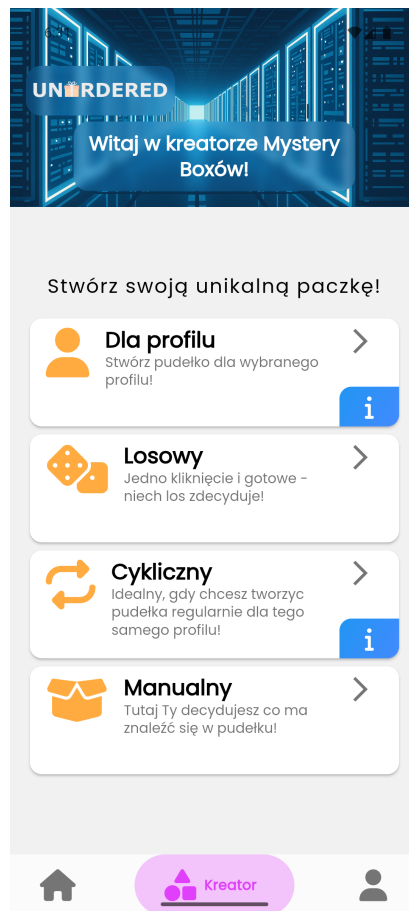 UNORDERED
Witaj w kreatorze Mystery
Boxów!
Stwórz swoją unikalną paczkę!
Dla profilu
Stwórz pudełko dla wybranego
profilu!
i
Losowy
Jedno kliknięcie i gotowe -
niech los zdecyduje!
Cykliczny
Idealny, gdy chcesz tworzyc
pudełka regularnie dla tego
samego profilu!
i
Manualny
Tutaj Ty decydujesz co ma
znaleźć się w pudełku!
Kreator